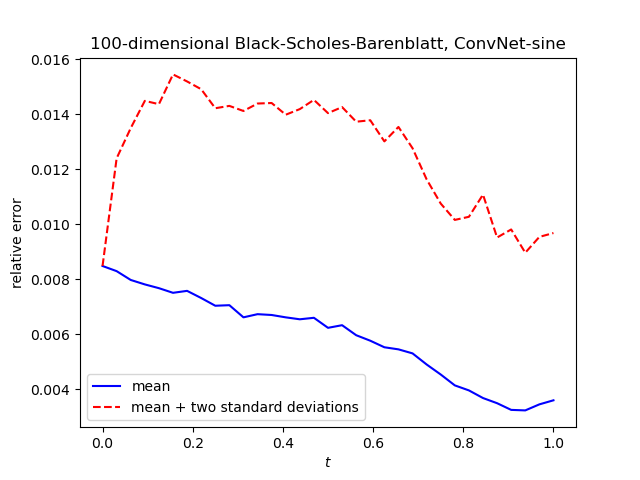 100-dimensional Black-Scholes-Barenblatt, ConvNet-sine
0.016
0.014
0.012
0.010
0.008
0.006
0.004
relative error
mean
mean + two standard deviations
0.0 0.2 0.4 0.6 0.8 1.0
t